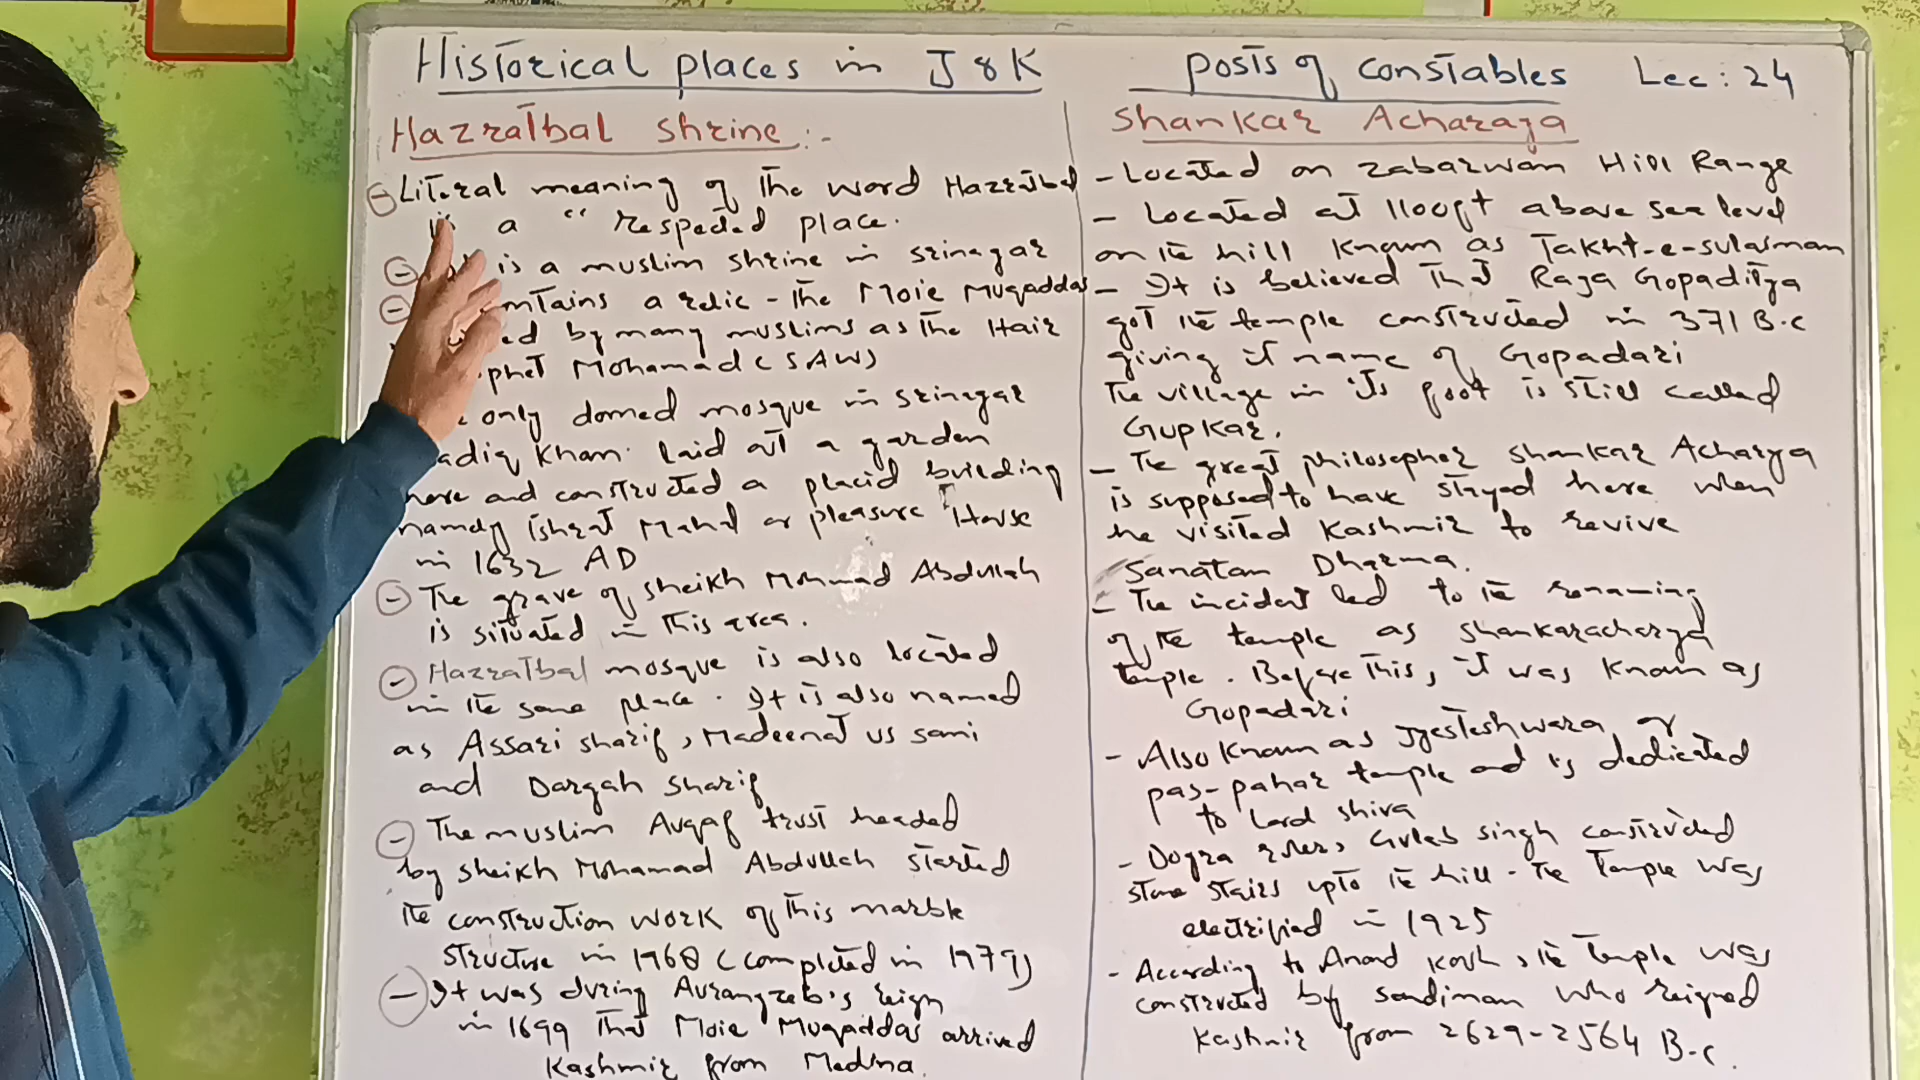 Historical places in J & K
posts of constables Lec: 24
Hazratbal shrine:-
- Literal meaning of the word Hazratbal
is a " respected place.
- is a muslim shrine in srinagar
- ntains a relic - the Moie Muqaddas
ed by many muslims as the Hair
phet Mohamad (SAW)
only domed mosque in srinagar
adiq Khan. laid at a garden
here and constructed a placid building
namely ishrat Mahal or pleasure House
in 1632 AD
- The grave of sheikh Mohmad Abdullah
is situated in this area.
- Hazratbal mosque is also located
in the same place. It is also named
as Assari sharif, Madeenat us sami
and Dargah sharif
- The muslim Auqaf trust headed
by sheikh Mohamad Abdullah started
the construction work of this marble
structure in 1968 (completed in 1979)
- It was during Aurangzeb's reign
in 1699 that Moie Muqaddas arrived
Kashmir from Madina.
Shankar Acharaya
- Located on zabarwan Hill Range
- Located at 1100ft above sea level
on the hill known as Takht-e-sulaiman
- It is believed that Raja Gopaditya
got the temple constructed in 371 B.c
giving it name of Gopadari
The village in its foot is still called
Gupkar.
- The great philosopher shankar Acharya
is supposed to have stayed here when
he visited Kashmir to revive
Sanatan Dharma.
- The incident led to the renaming
of the temple as shankaracharya
temple. Before this, it was known as
Gopadari
- Also known as Jyesteshwara or
pas-pahar temple and is dedicated
to Lord shiva
- Dogra ruler, Gulab singh constructed
stone stairs upto the hill - The Temple was
electrified in 1925
- According to Anand kosh, the Temple was
constructed by sandiman who reigned
Kashmir from 2629-2564 B.c.